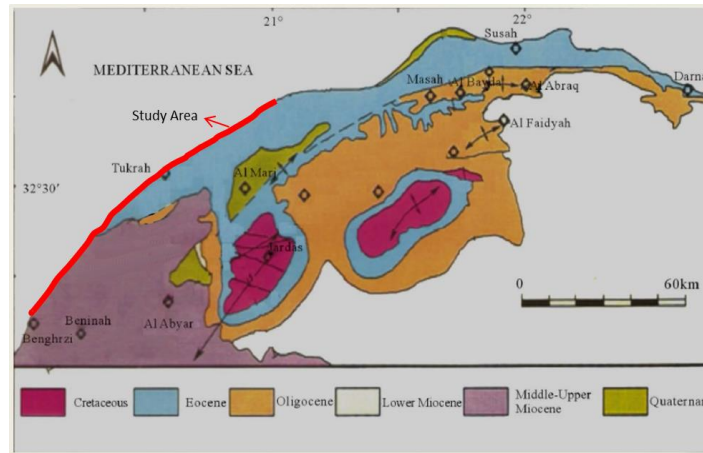 21°
22°
Susah
MEDITERRANEAN SEA
Masah
Al Bayda
Al Abraq
Darna
Study Area
Al Faidyah
Tukrah
Al Marj
32°30'
Jardas
0
60km
Beninah
Benghrzi
Al Abyar
Cretaceous
Eocene
Oligocene
Lower Miocene
Middle-Upper
Miocene
Quaternar